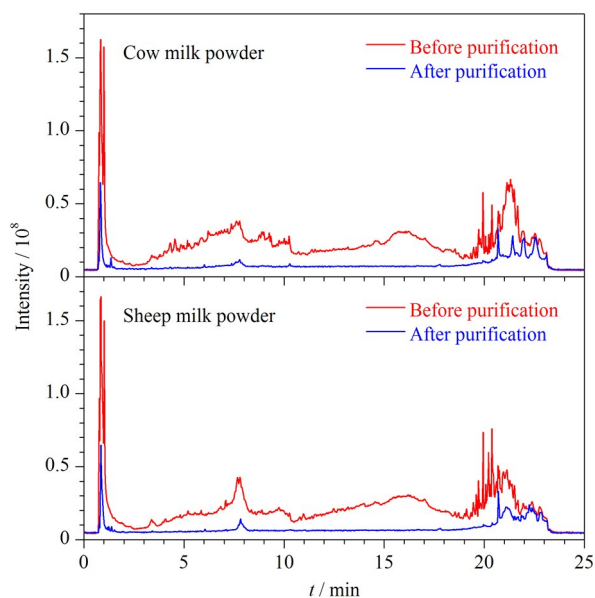 Cow milk powder
Before purification
After purification
1.5
1.0
0.5
0
Sheep milk powder
Before purification
After purification
1.5
1.0
0.5
0
0 5 10 15 20 25
t / min
Intensity / 10⁸